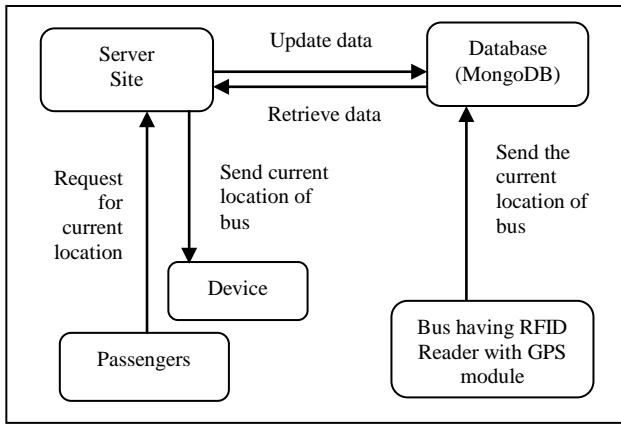 Server
Site
Update data
Database
(MongoDB)
Retrieve data
Request
for
current
location
Send current
location of
bus
Send the
current
location of
bus
Device
Passengers
Bus having RFID
Reader with GPS
module